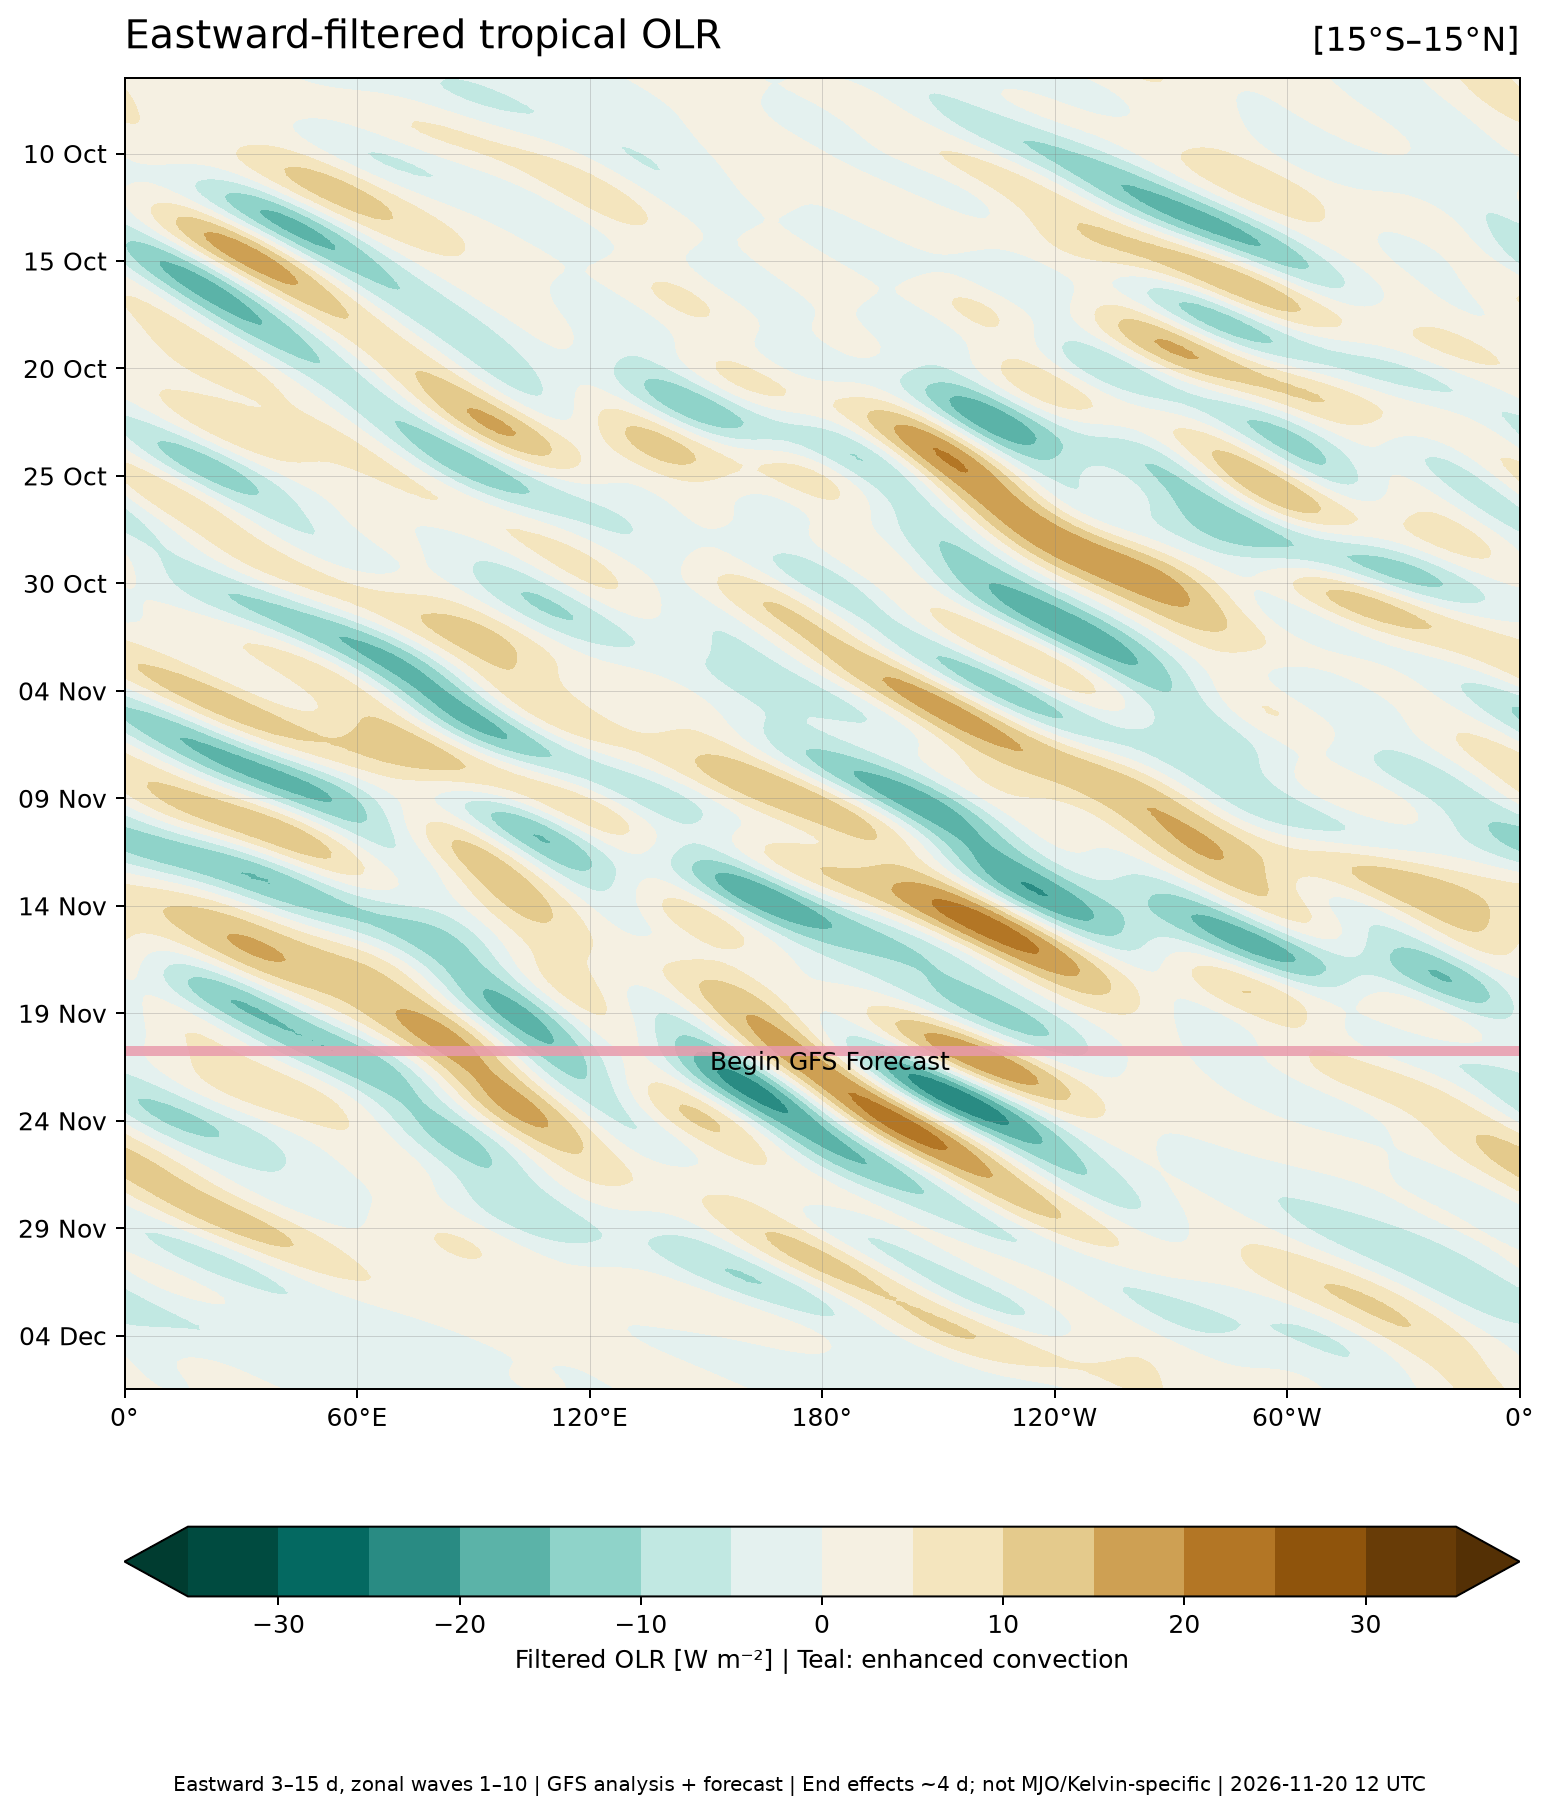 Eastward-filtered tropical OLR
[15°S–15°N]
10 Oct
15 Oct
20 Oct
25 Oct
30 Oct
04 Nov
09 Nov
14 Nov
19 Nov
Begin GFS Forecast
24 Nov
29 Nov
04 Dec
0° 60°E 120°E 180° 120°W 60°W 0°
−30 −20 −10 0 10 20 30
Filtered OLR [W m⁻²] | Teal: enhanced convection
Eastward 3–15 d, zonal waves 1–10 | GFS analysis + forecast | End effects ~4 d; not MJO/Kelvin-specific | 2026-11-20 12 UTC